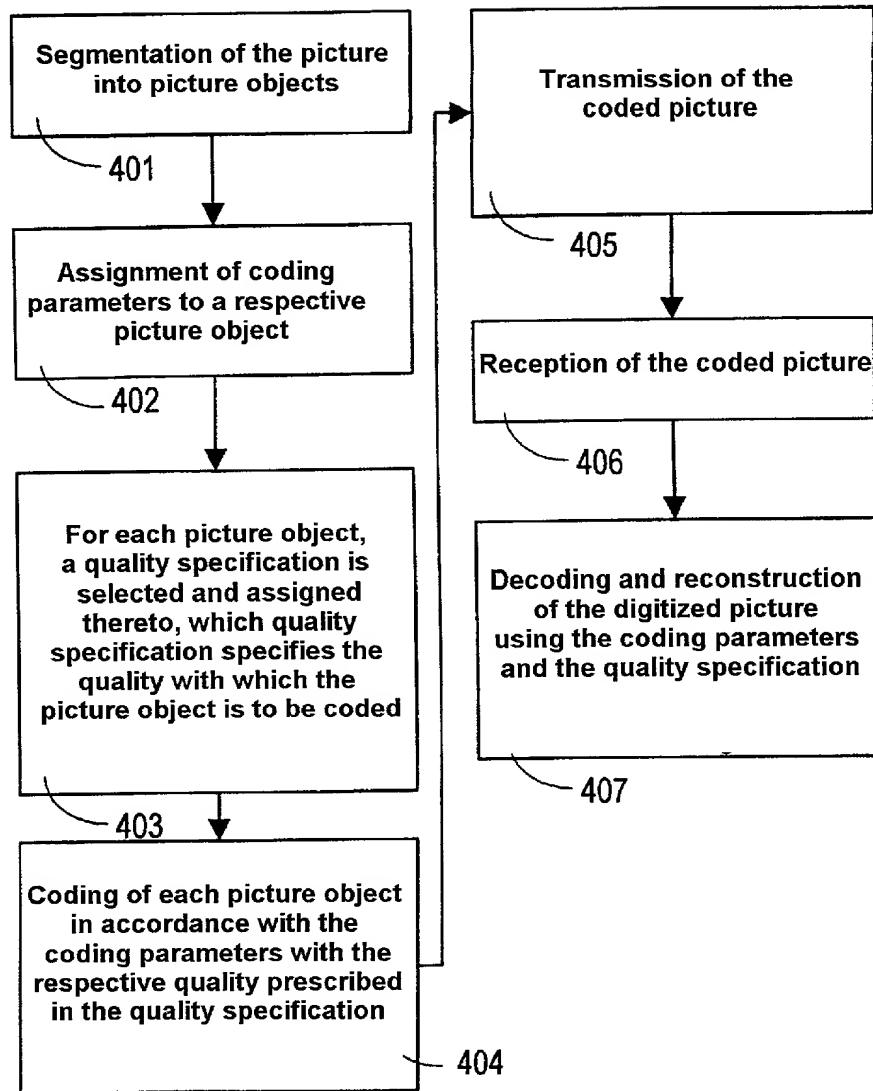 Segmentation of the picture
into picture objects
401
Assignment of coding
parameters to a respective
picture object
402
For each picture object,
a quality specification is
selected and assigned
thereto, which quality
specification specifies the
quality with which the
picture object is to be coded
403
Coding of each picture object
in accordance with the
coding parameters with the
respective quality prescribed
in the quality specification
404
Transmission of the
coded picture
405
Reception of the coded picture
406
Decoding and reconstruction
of the digitized picture
using the coding parameters
and the quality specification
407